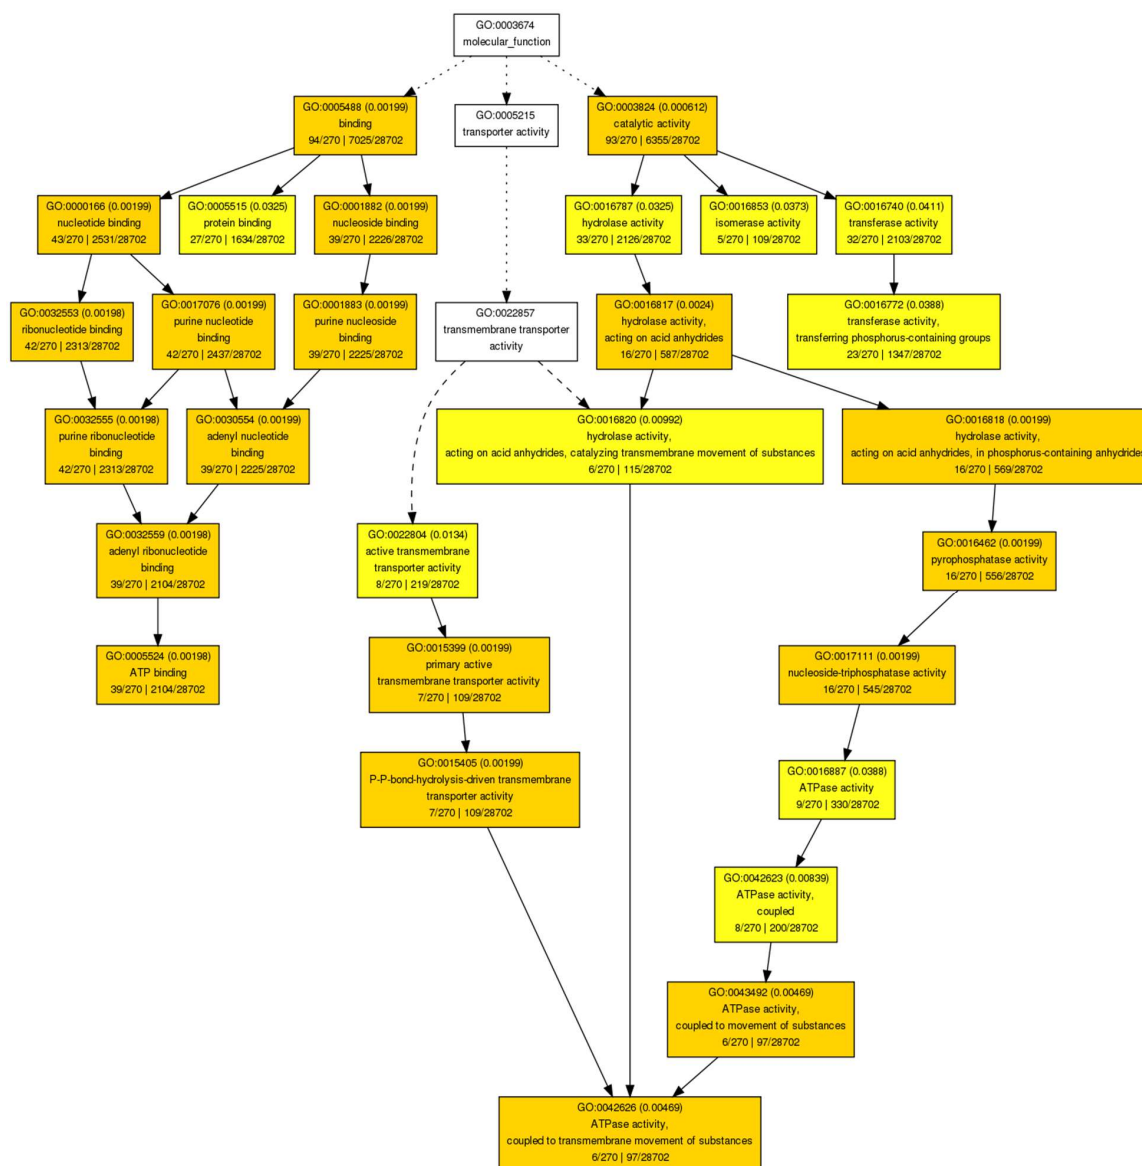 GO:0003674
molecular_function
GO:0005488 (0.00199)
binding
94/270 | 7025/28702
GO:0005215
transporter activity
GO:0003824 (0.000612)
catalytic activity
93/270 | 6355/28702
GO:0000166 (0.00199)
nucleotide binding
43/270 | 2531/28702
GO:0005515 (0.0325)
protein binding
27/270 | 1634/28702
GO:0001882 (0.00199)
nucleoside binding
39/270 | 2226/28702
GO:0016787 (0.0325)
hydrolase activity
33/270 | 2126/28702
GO:0016853 (0.0373)
isomerase activity
5/270 | 109/28702
GO:0016740 (0.0411)
transferase activity
32/270 | 2103/28702
GO:0032553 (0.00198)
ribonucleotide binding
42/270 | 2313/28702
GO:0017076 (0.00199)
purine nucleotide
binding
42/270 | 2437/28702
GO:0001883 (0.00199)
purine nucleoside
binding
39/270 | 2225/28702
GO:0022857
transmembrane transporter
activity
GO:0016817 (0.0024)
hydrolase activity,
acting on acid anhydrides
16/270 | 587/28702
GO:0016772 (0.0388)
transferase activity,
transferring phosphorus-containing groups
23/270 | 1347/28702
GO:0032555 (0.00198)
purine ribonucleotide
binding
42/270 | 2313/28702
GO:0030554 (0.00199)
adenyl nucleotide
binding
39/270 | 2225/28702
GO:0016820 (0.00992)
hydrolase activity,
acting on acid anhydrides, catalyzing transmembrane movement of substances
6/270 | 115/28702
GO:0016818 (0.00199)
hydrolase activity,
acting on acid anhydrides, in phosphorus-containing anhydrides
16/270 | 569/28702
GO:0032559 (0.00198)
adenyl ribonucleotide
binding
39/270 | 2104/28702
GO:0022804 (0.0134)
active transmembrane
transporter activity
8/270 | 219/28702
GO:0016462 (0.00199)
pyrophosphatase activity
16/270 | 556/28702
GO:0005524 (0.00198)
ATP binding
39/270 | 2104/28702
GO:0015399 (0.00199)
primary active
transmembrane transporter activity
7/270 | 109/28702
GO:0017111 (0.00199)
nucleoside-triphosphatase activity
16/270 | 545/28702
GO:0015405 (0.00199)
P-P-bond-hydrolysis-driven transmembrane
transporter activity
7/270 | 109/28702
GO:0016887 (0.0388)
ATPase activity
9/270 | 330/28702
GO:0042623 (0.00839)
ATPase activity,
coupled
8/270 | 200/28702
GO:0043492 (0.00469)
ATPase activity,
coupled to movement of substances
6/270 | 97/28702
GO:0042626 (0.00469)
ATPase activity,
coupled to transmembrane movement of substances
6/270 | 97/28702